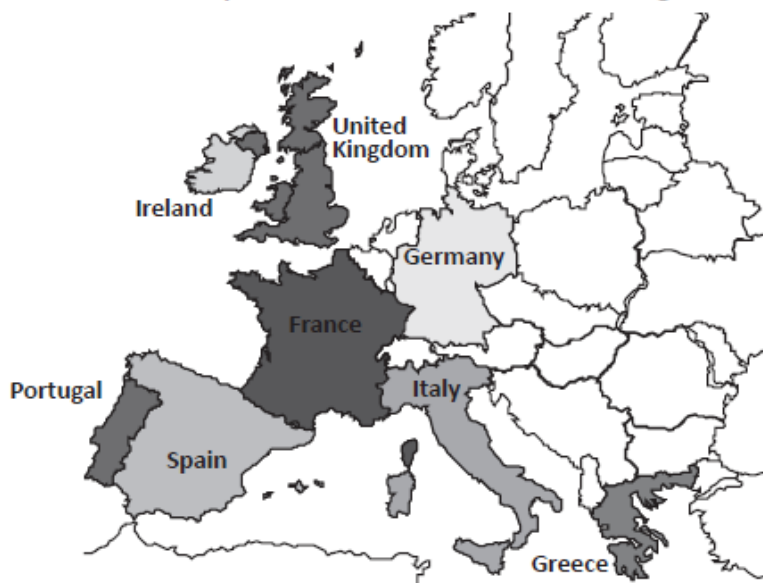 United
Kingdom
Ireland
Germany
France
Portugal
Italy
Spain
Greece